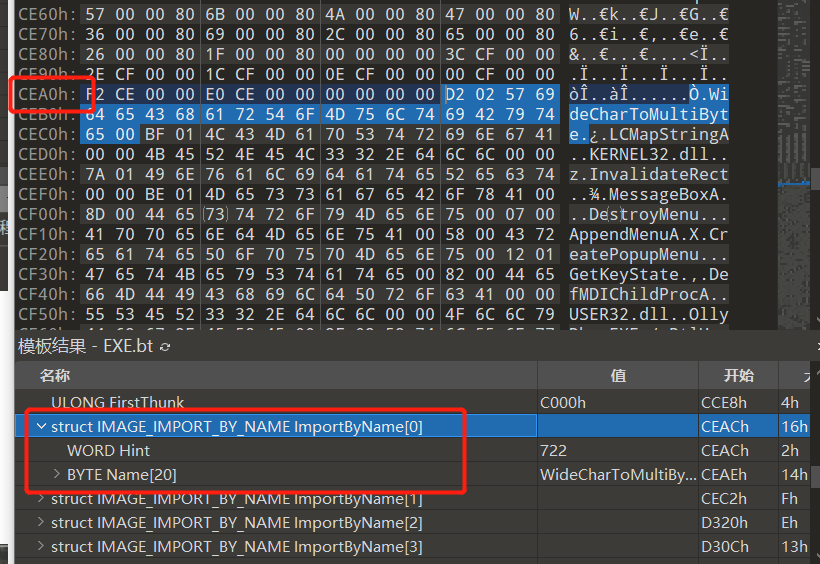 CE60h: 57 00 00 80 6B 00 00 80 4A 00 00 80 47 00 00 80 W..€k..€J..€G..€
CE70h: 36 00 00 80 69 00 00 80 2C 00 00 80 65 00 00 80 6..€i..€,..€e..€
CE80h: 26 00 00 80 1F 00 00 80 00 00 00 00 3C CF 00 00 &..€...€....<Ï..
CE90h: 2E CF 00 00 1C CF 00 00 0E CF 00 00 00 CF 00 00 .Ï...Ï...Ï...Ï..
CEA0h: F2 CE 00 00 E0 CE 00 00 00 00 00 00 D2 02 57 69 òÎ..àÎ......Ò.Wi
CEB0h: 64 65 43 68 61 72 54 6F 4D 75 6C 74 69 42 79 74 deCharToMultiByt
CEC0h: 65 00 BF 01 4C 43 4D 61 70 53 74 72 69 6E 67 41 e.¿.LCMapStringA
CED0h: 00 00 4B 45 52 4E 45 4C 33 32 2E 64 6C 6C 00 00 ..KERNEL32.dll..
CEE0h: 7A 01 49 6E 76 61 6C 69 64 61 74 65 52 65 63 74 z.InvalidateRect
CEF0h: 00 00 BE 01 4D 65 73 73 61 67 65 42 6F 78 41 00 ..¾.MessageBoxA.
CF00h: 8D 00 44 65 73 74 72 6F 79 4D 65 6E 75 00 07 00 ..DestroyMenu...
CF10h: 41 70 70 65 6E 64 4D 65 6E 75 41 00 58 00 43 72 AppendMenuA.X.Cr
CF20h: 65 61 74 65 50 6F 70 75 70 4D 65 6E 75 00 12 01 eatePopupMenu...
CF30h: 47 65 74 4B 65 79 53 74 61 74 65 00 82 00 44 65 GetKeyState.‚.De
CF40h: 66 4D 44 49 43 68 69 6C 64 50 72 6F 63 41 00 00 fMDIChildProcA..
CF50h: 55 53 45 52 33 32 2E 64 6C 6C 00 00 4F 6C 6C 79 USER32.dll..Olly
模板结果 - EXE.bt
名称 值 开始
ULONG FirstThunk C000h CCE8h 4h
struct IMAGE_IMPORT_BY_NAME ImportByName[0] CEACh 16h
WORD Hint 722 CEACh 2h
BYTE Name[20] WideCharToMultiBy... CEAEh 14h
struct IMAGE_IMPORT_BY_NAME ImportByName[1] CEC2h Fh
struct IMAGE_IMPORT_BY_NAME ImportByName[2] D320h Eh
struct IMAGE_IMPORT_BY_NAME ImportByName[3] D30Ch 13h